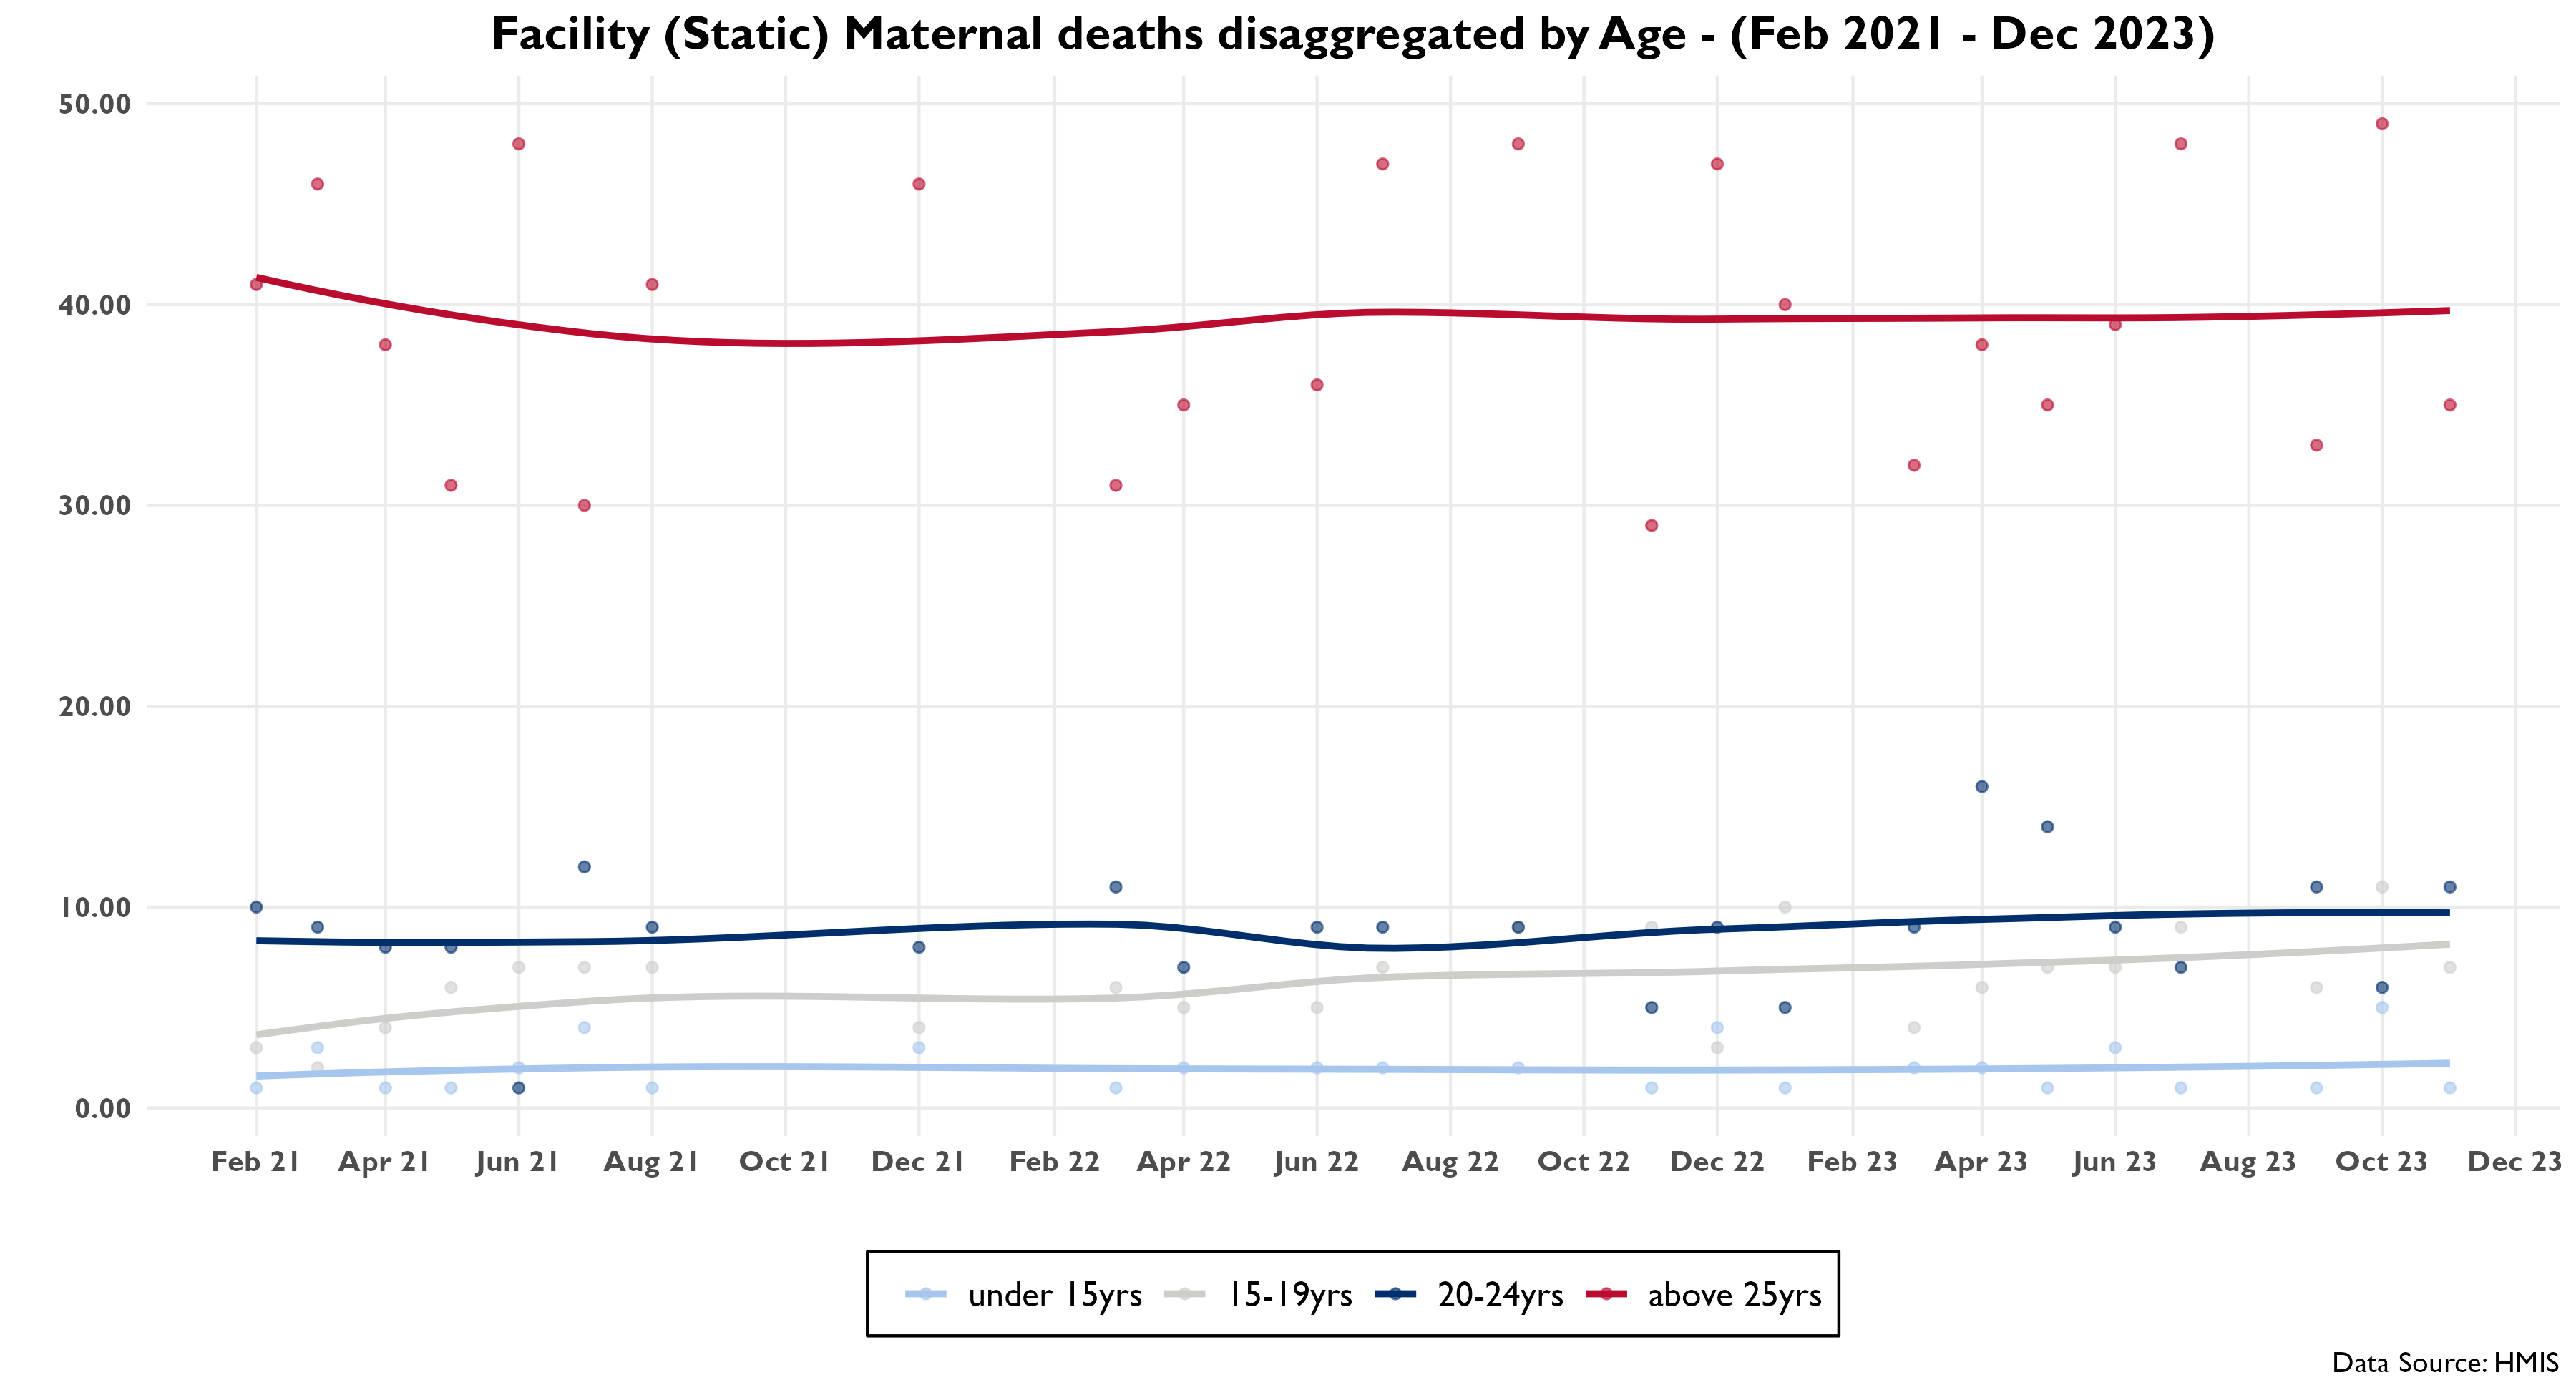 Facility (Static) Maternal deaths disaggregated by Age - (Feb 2021 - Dec 2023)
50.00
40.00
30.00
20.00
10.00
0.00
Feb 21 Apr 21 Jun 21 Aug 21 Oct 21 Dec 21 Feb 22 Apr 22 Jun 22 Aug 22 Oct 22 Dec 22 Feb 23 Apr 23 Jun 23 Aug 23 Oct 23 Dec 23
under 15yrs 15-19yrs 20-24yrs above 25yrs
Data Source: HMIS